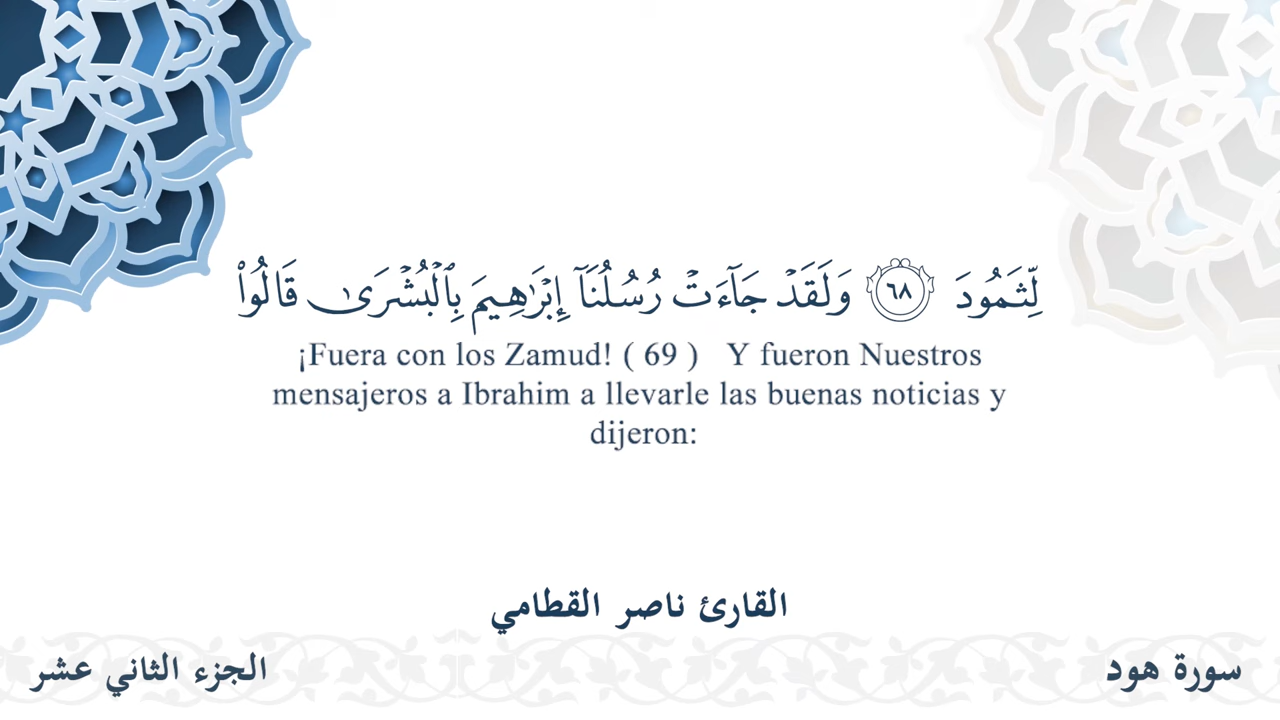 لِّثَمُودَ ۝٦٨ وَلَقَدۡ جَآءَتۡ رُسُلُنَآ إِبۡرَٰهِيمَ بِٱلۡبُشۡرَىٰ قَالُواْ
¡Fuera con los Zamud! ( 69 ) Y fueron Nuestros
mensajeros a Ibrahim a llevarle las buenas noticias y
dijeron:
القارئ ناصر القطامي
سورة هود
الجزء الثاني عشر